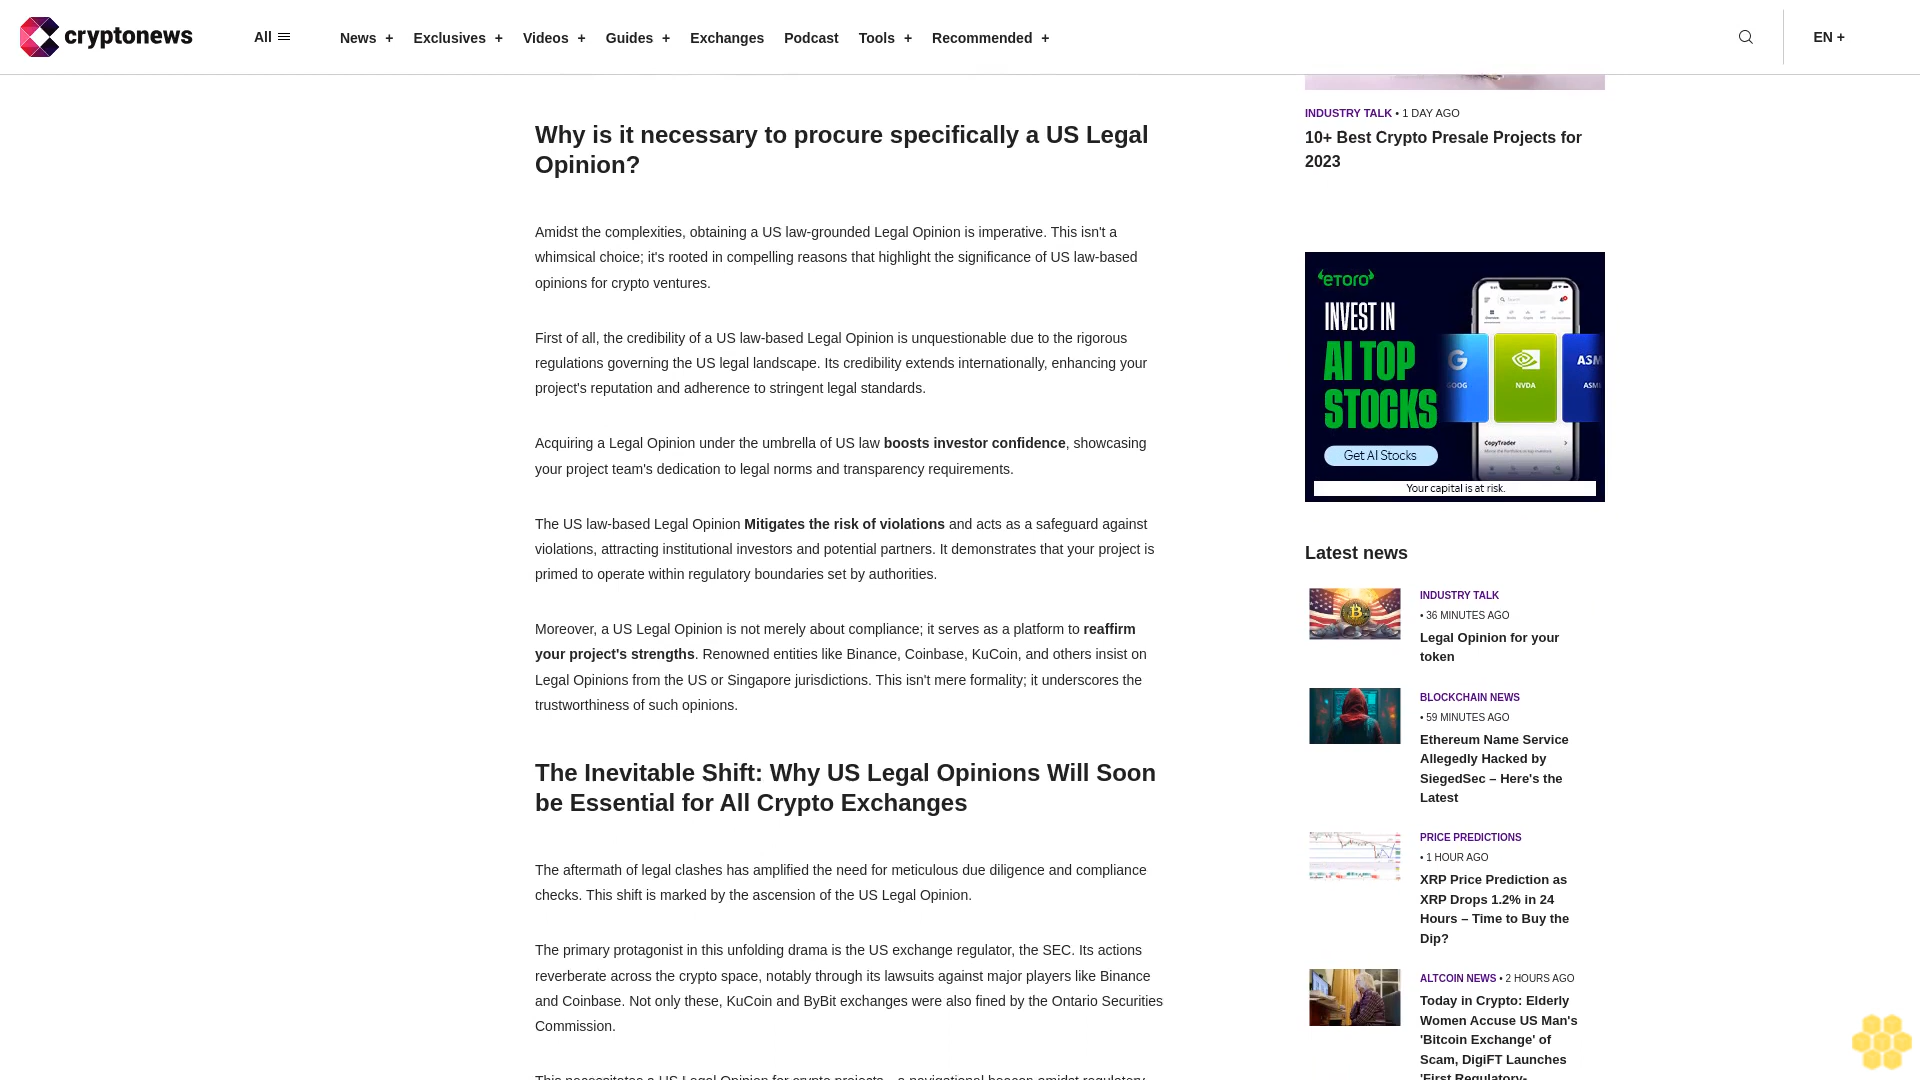 cryptonews
All
News +
Exclusives +
Videos +
Guides +
Exchanges
Podcast
Tools +
Recommended +
EN +
Why is it necessary to procure specifically a US Legal
Opinion?
Amidst the complexities, obtaining a US law-grounded Legal Opinion is imperative. This isn't a
whimsical choice; it's rooted in compelling reasons that highlight the significance of US law-based
opinions for crypto ventures.
First of all, the credibility of a US law-based Legal Opinion is unquestionable due to the rigorous
regulations governing the US legal landscape. Its credibility extends internationally, enhancing your
project's reputation and adherence to stringent legal standards.
Acquiring a Legal Opinion under the umbrella of US law boosts investor confidence, showcasing
your project team's dedication to legal norms and transparency requirements.
The US law-based Legal Opinion Mitigates the risk of violations and acts as a safeguard against
violations, attracting institutional investors and potential partners. It demonstrates that your project is
primed to operate within regulatory boundaries set by authorities.
Moreover, a US Legal Opinion is not merely about compliance; it serves as a platform to reaffirm
your project's strengths. Renowned entities like Binance, Coinbase, KuCoin, and others insist on
Legal Opinions from the US or Singapore jurisdictions. This isn't mere formality; it underscores the
trustworthiness of such opinions.
The Inevitable Shift: Why US Legal Opinions Will Soon
be Essential for All Crypto Exchanges
The aftermath of legal clashes has amplified the need for meticulous due diligence and compliance
checks. This shift is marked by the ascension of the US Legal Opinion.
The primary protagonist in this unfolding drama is the US exchange regulator, the SEC. Its actions
reverberate across the crypto space, notably through its lawsuits against major players like Binance
and Coinbase. Not only these, KuCoin and ByBit exchanges were also fined by the Ontario Securities
Commission.
This necessitates a US Legal Opinion for crypto projects
INDUSTRY TALK • 1 DAY AGO
10+ Best Crypto Presale Projects for
2023
eToro
INVEST IN
AI TOP
STOCKS
Get AI Stocks
GOOG
NVDA
ASM
ASM
CopyTrader
Your capital is at risk.
Latest news
INDUSTRY TALK
• 36 MINUTES AGO
Legal Opinion for your
token
BLOCKCHAIN NEWS
• 59 MINUTES AGO
Ethereum Name Service
Allegedly Hacked by
SiegedSec – Here's the
Latest
PRICE PREDICTIONS
• 1 HOUR AGO
XRP Price Prediction as
XRP Drops 1.2% in 24
Hours – Time to Buy the
Dip?
ALTCOIN NEWS • 2 HOURS AGO
Today in Crypto: Elderly
Women Accuse US Man's
'Bitcoin Exchange' of
Scam, DigiFT Launches
'First Regulatory-